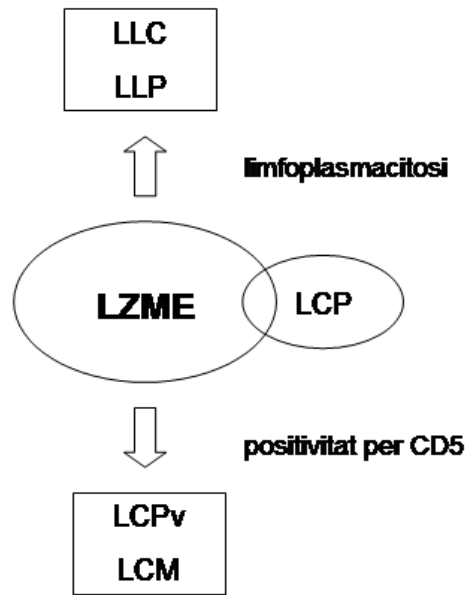 LLC
LLP
limfoplasmacitosi
LZME
LCP
positivitat per CD5
LCPv
LCM